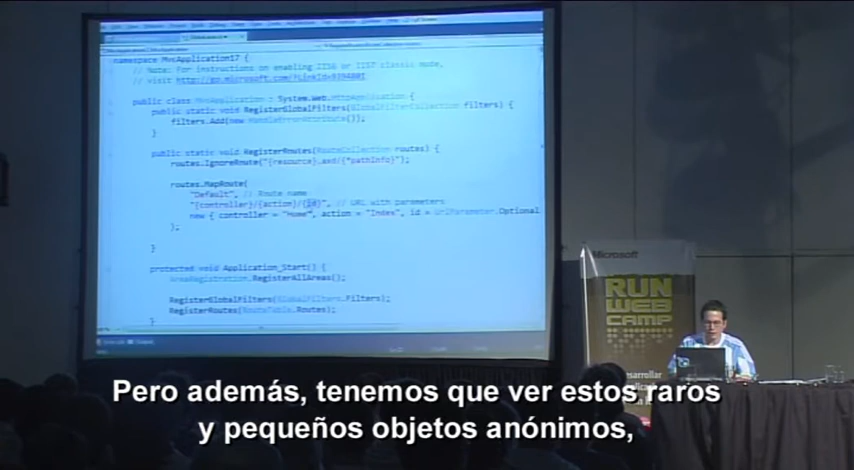 namespace MvcApplication17 {
// Note: For instructions on enabling IIS6 or IIS7 classic mode,
// visit http://go.microsoft.com/?LinkId=9394801
public class MvcApplication : System.Web.HttpApplication {
public static void RegisterGlobalFilters(GlobalFilterCollection filters) {
filters.Add(new HandleErrorAttribute());
}
public static void RegisterRoutes(RouteCollection routes) {
routes.IgnoreRoute("{resource}.axd/{*pathInfo}");
routes.MapRoute(
"Default", // Route name
"{controller}/{action}/{id}", // URL with parameters
new { controller = "Home", action = "Index", id = UrlParameter.Optional
);
}
protected void Application_Start() {
AreaRegistration.RegisterAllAreas();
RegisterGlobalFilters(GlobalFilters.Filters);
RegisterRoutes(RouteTable.Routes);
}
Microsoft
RUN
WEB
CAMP
Pero además, tenemos que ver estos raros
y pequeños objetos anónimos,